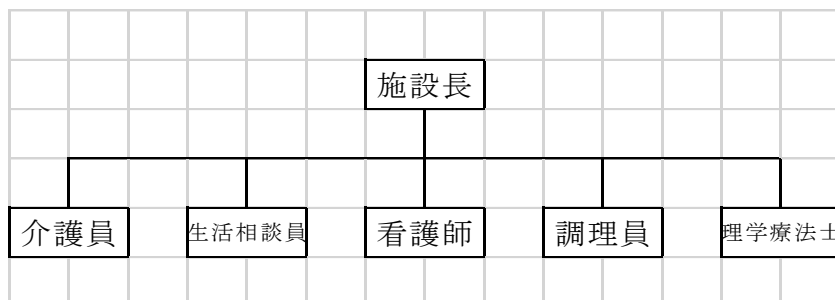 施設長
介護員
生活相談員
看護師
調理員
理学療法士